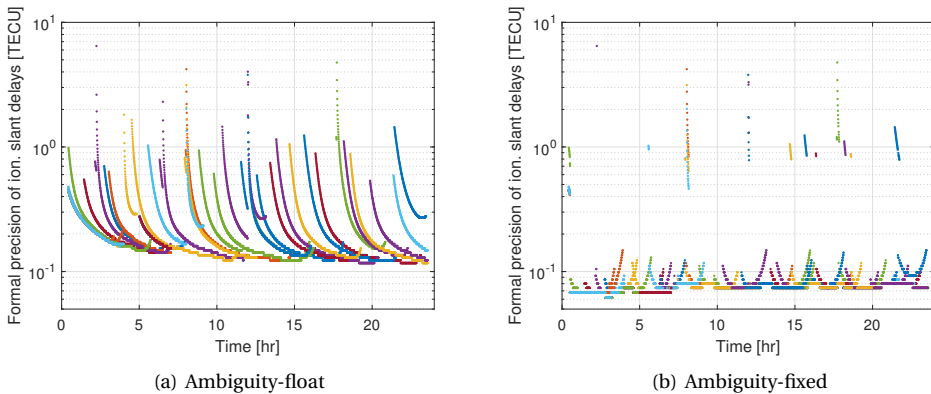 Formal precision of ion. slant delays [TECU]
10^1
10^0
10^-1
0 5 10 15 20
Time [hr]
(a) Ambiguity-float
Formal precision of ion. slant delays [TECU]
10^1
10^0
10^-1
0 5 10 15 20
Time [hr]
(b) Ambiguity-fixed